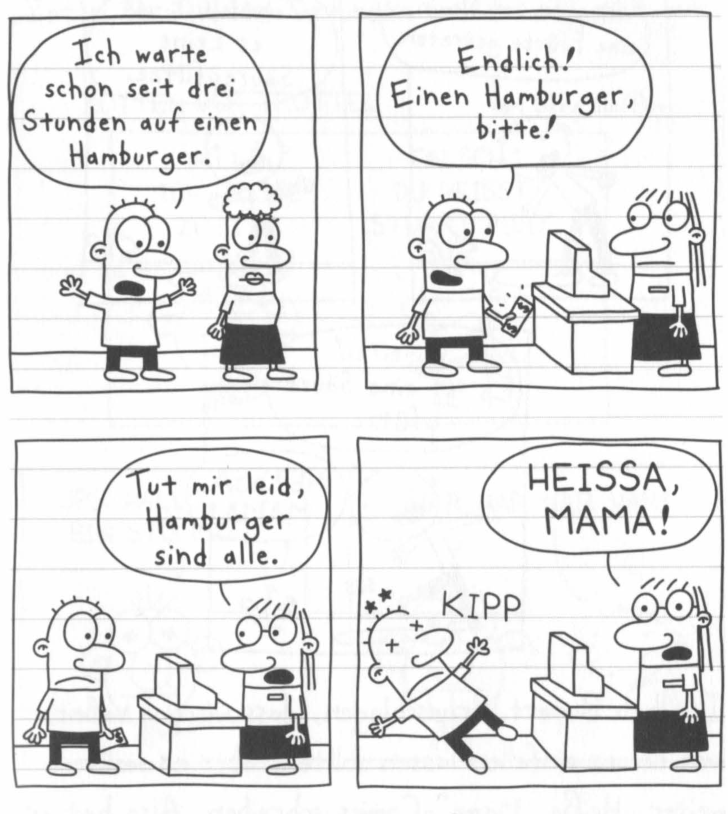 Ich warte
schon seit drei
Stunden auf einen
Hamburger.
Endlich!
Einen Hamburger,
bitte!
Tut mir leid,
Hamburger
sind alle.
KIPP
HEISSA,
MAMA!